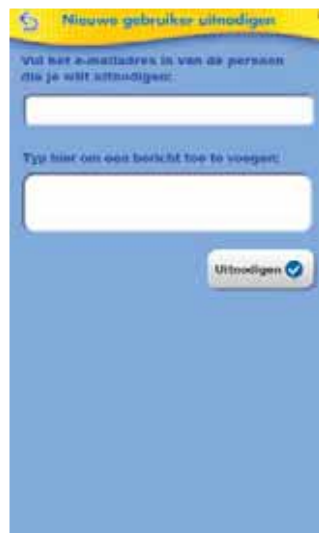 Nieuwe gebruiker uitnodigen
Vul het e-mailadres in van de persoon
die je wilt uitnodigen:
Typ hier om een bericht toe te voegen:
Uitnodigen